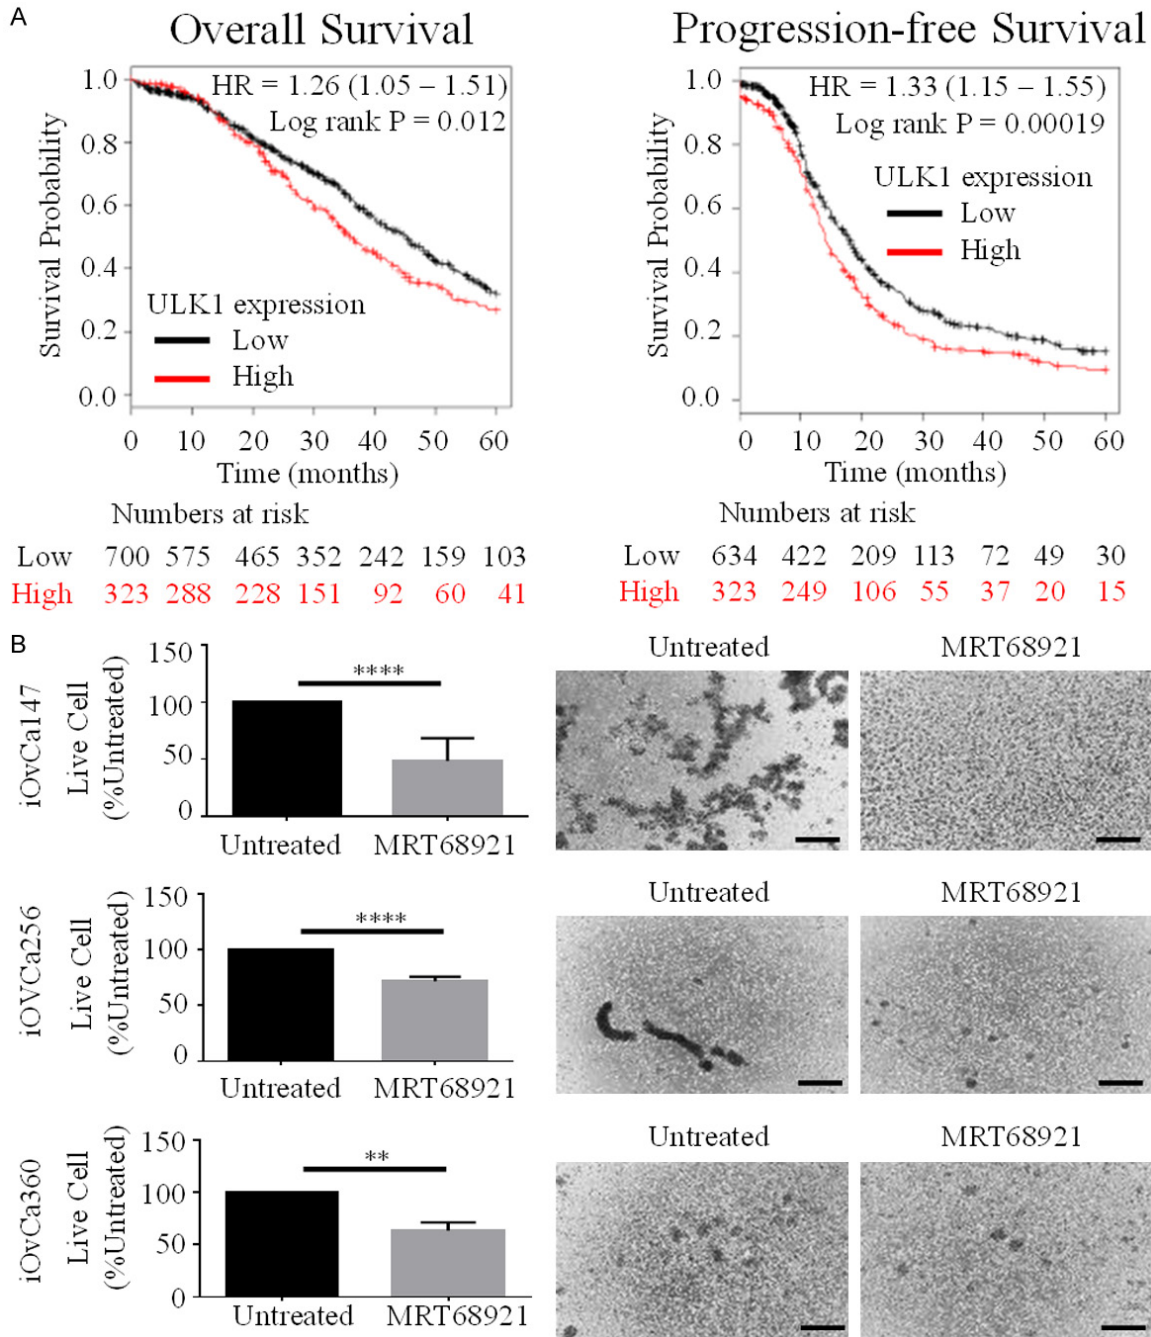 A
Overall Survival
HR = 1.26 (1.05 – 1.51)
Log rank P = 0.012
Survival Probability
1.0
0.8
0.6
0.4
0.2
0.0
ULK1 expression
Low
High
0 10 20 30 40 50 60
Time (months)
Numbers at risk
Low 700 575 465 352 242 159 103
High 323 288 228 151 92 60 41
Progression-free Survival
HR = 1.33 (1.15 – 1.55)
Log rank P = 0.00019
Survival Probability
1.0
0.8
0.6
0.4
0.2
0.0
ULK1 expression
Low
High
0 10 20 30 40 50 60
Time (months)
Numbers at risk
Low 634 422 209 113 72 49 30
High 323 249 106 55 37 20 15
B
iOvCa147
Live Cell
(%Untreated)
150
100
50
0
****
Untreated MRT68921
Untreated
MRT68921
iOVCa256
Live Cell
(%Untreated)
150
100
50
0
****
Untreated MRT68921
Untreated
MRT68921
iOvCa360
Live Cell
(%Untreated)
150
100
50
0
**
Untreated MRT68921
Untreated
MRT68921